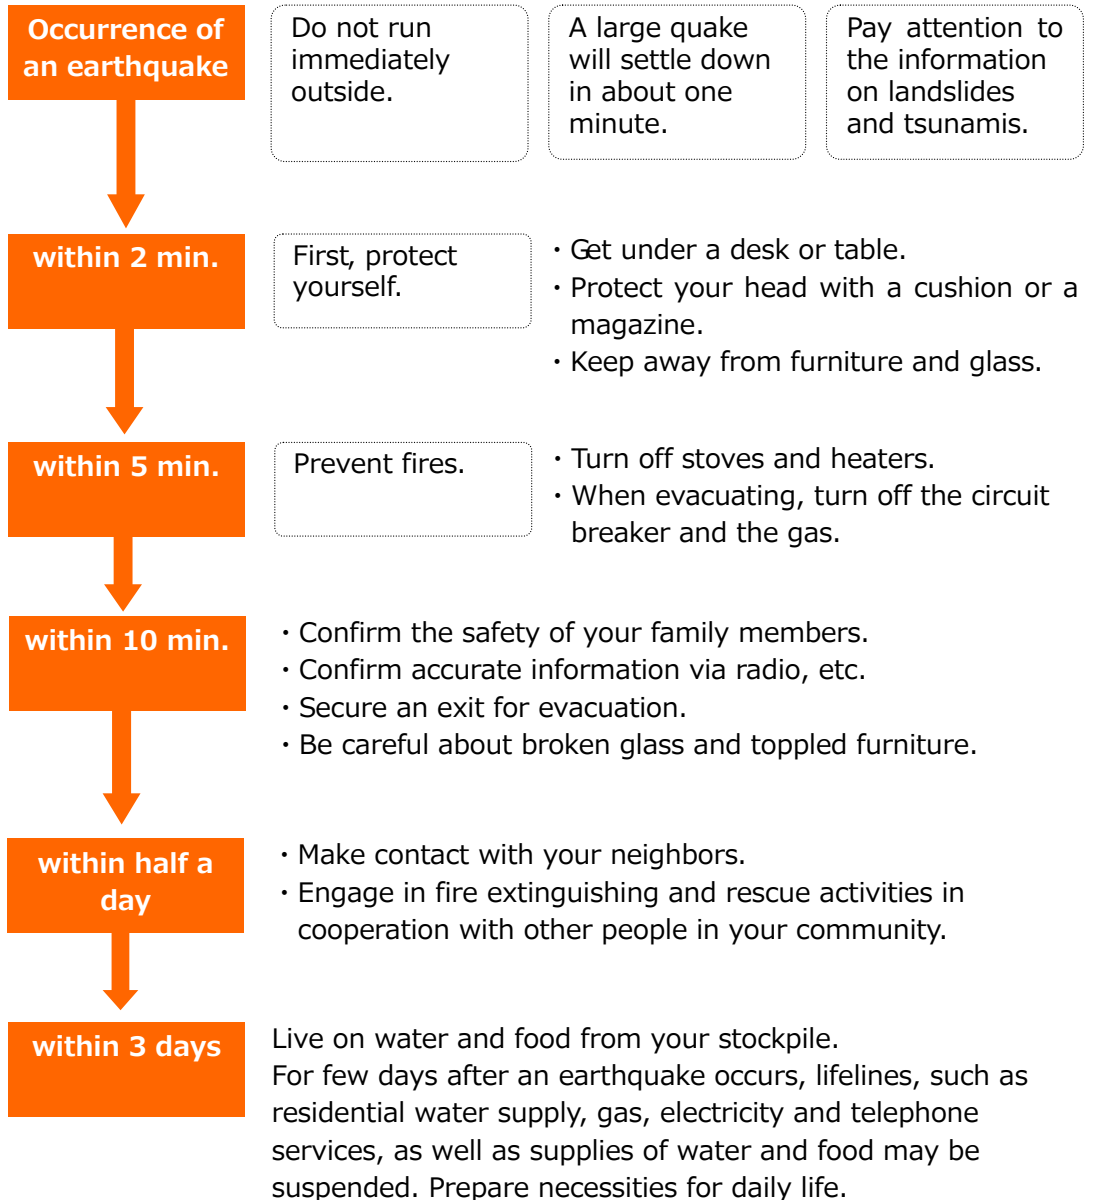 Occurrence of
an earthquake
Do not run
immediately
outside.
A large quake
will settle down
in about one
minute.
Pay attention to
the information
on landslides
and tsunamis.
within 2 min.
First, protect
yourself.
・Get under a desk or table.
・Protect your head with a cushion or a
magazine.
・Keep away from furniture and glass.
within 5 min.
Prevent fires.
・Turn off stoves and heaters.
・When evacuating, turn off the circuit
breaker and the gas.
within 10 min.
・Confirm the safety of your family members.
・Confirm accurate information via radio, etc.
・Secure an exit for evacuation.
・Be careful about broken glass and toppled furniture.
within half a
day
・Make contact with your neighbors.
・Engage in fire extinguishing and rescue activities in
cooperation with other people in your community.
within 3 days
Live on water and food from your stockpile.
For few days after an earthquake occurs, lifelines, such as
residential water supply, gas, electricity and telephone
services, as well as supplies of water and food may be
suspended. Prepare necessities for daily life.